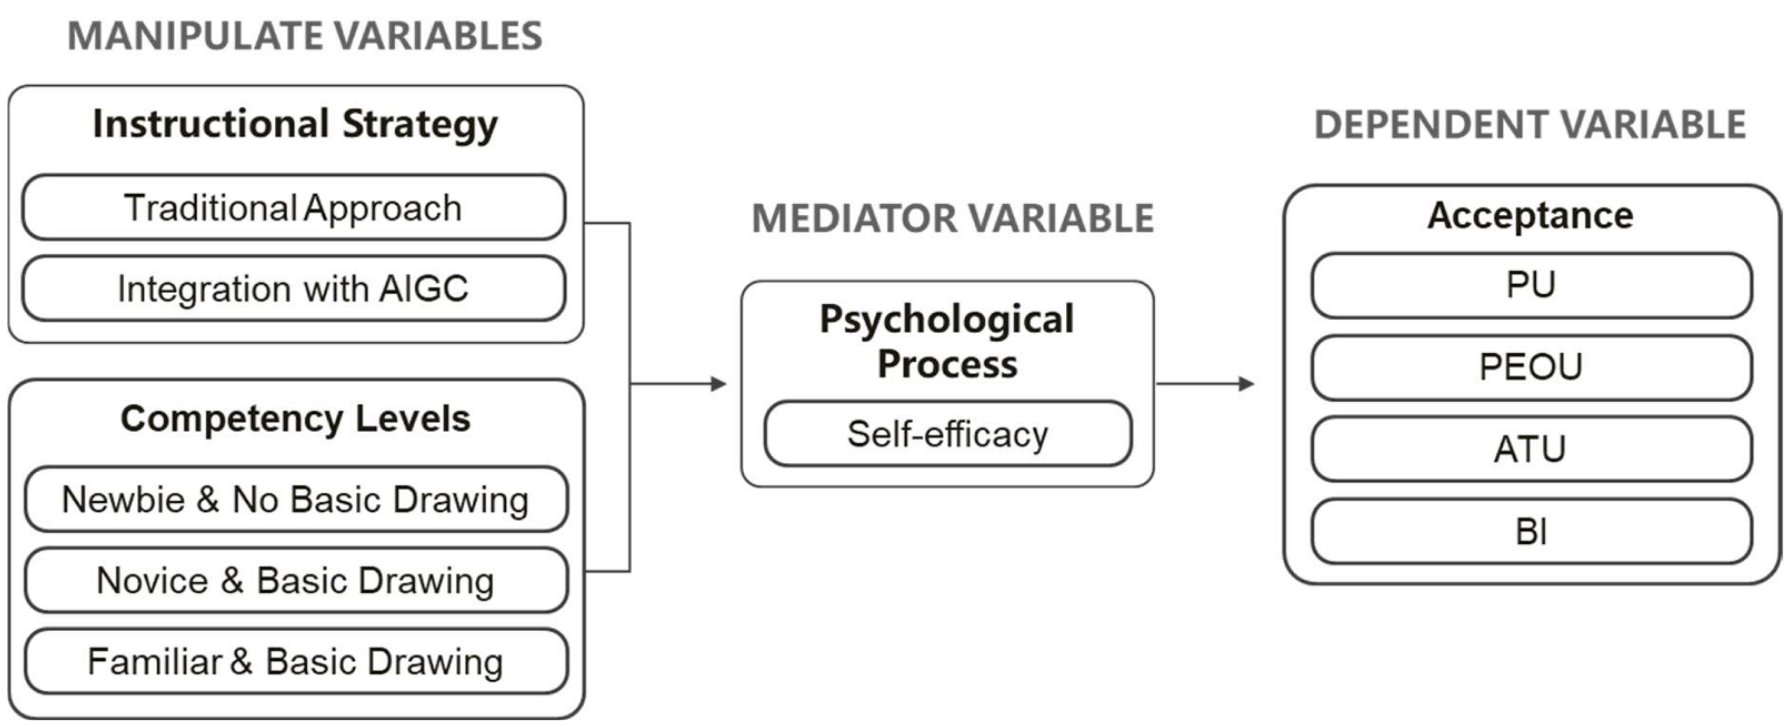 MANIPULATE VARIABLES
Instructional Strategy
Traditional Approach
Integration with AIGC
Competency Levels
Newbie & No Basic Drawing
Novice & Basic Drawing
Familiar & Basic Drawing
MEDIATOR VARIABLE
Psychological
Process
Self-efficacy
DEPENDENT VARIABLE
Acceptance
PU
PEOU
ATU
BI